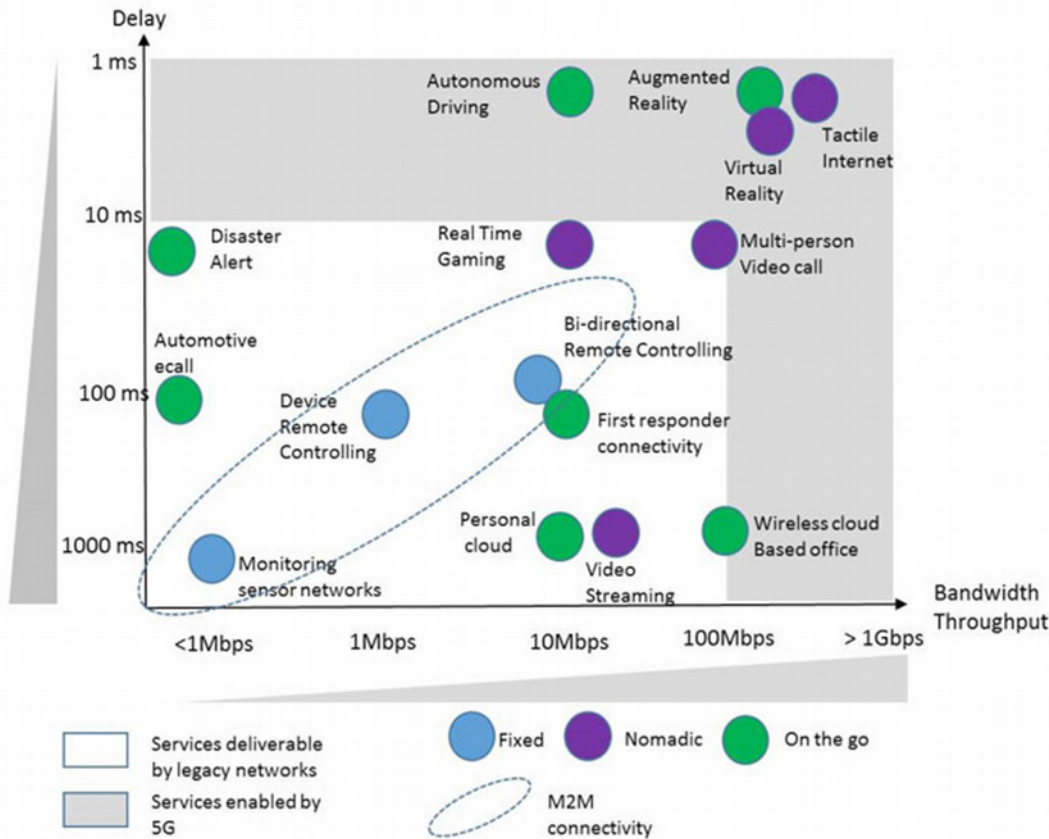 Delay
1 ms
Autonomous
Driving
Augmented
Reality
Tactile
Internet
Virtual
Reality
10 ms
Disaster
Alert
Real Time
Gaming
Multi-person
Video call
Automotive
ecall
Bi-directional
Remote Controlling
100 ms
Device
Remote
Controlling
First responder
connectivity
Personal
cloud
Wireless cloud
Based office
1000 ms
Monitoring
sensor networks
Video
Streaming
Bandwidth
Throughput
<1Mbps
1Mbps
10Mbps
100Mbps
> 1Gbps
Services deliverable
by legacy networks
Fixed
Nomadic
On the go
Services enabled by
5G
M2M
connectivity